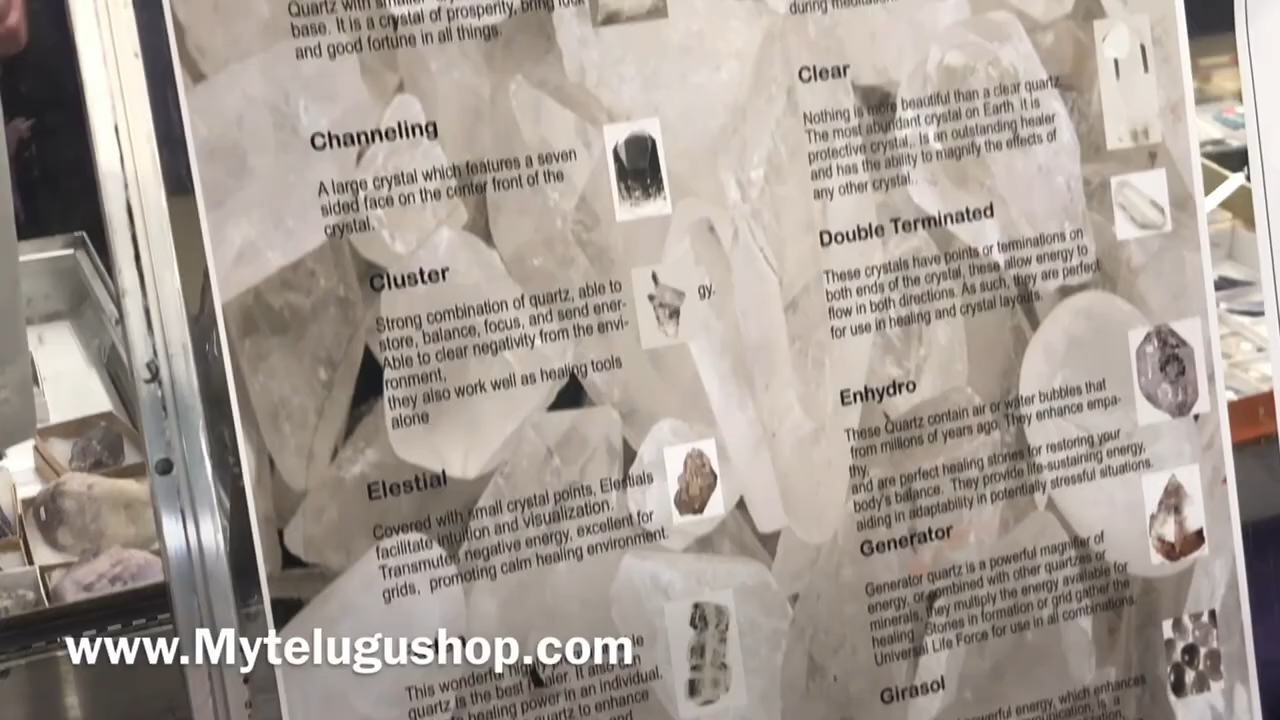 Quartz with smaller
base. It is a crystal of prosperity, bring luck
and good fortune in all things.
Channeling
A large crystal which features a seven
sided face on the center front of the
crystal.
Cluster
Strong combination of quartz, able to
store, balance, focus, and send ener-
gy.
Able to clear negativity from the envi-
ronment,
they also work well as healing tools
alone
Elestial
Covered with small crystal points, Elestials
facilitate intuition and visualization.
Transmute negative energy, excellent for
grids, promoting calm healing environment.
This wonderful
quartz is the best healer. It also can
healing power in an individual.
quartz to enhance
and
during
Clear
Nothing is more beautiful than a clear quartz.
The most abundant crystal on Earth, it is
protective crystal,. Is an outstanding healer
and has the ability to magnify the effects of
any other crystal..
Double Terminated
These crystals have points or terminations on
both ends of the crystal, these allow energy to
flow in both directions. As such, they are perfect
for use in healing and crystal layouts.
Enhydro
These Quartz contain air or water bubbles that
from millions of years ago. They enhance empa-
thy,
and are perfect healing stones for restoring your
body's balance. They provide life-sustaining energy,
aiding in adaptability in potentially stressful situations.
Generator
Generator quartz is a powerful magnifier of
energy, or combined with other quartzes or
minerals, they multiply the energy available for
healing. Stones in formation or grid gather the
Universal Life Force for use in all combinations.
Girasol
powerful energy, which enhances
www.Mytelugushop.com